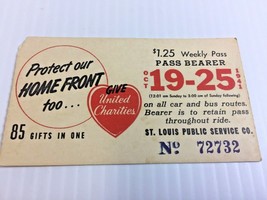 Protect our
HOME FRONT
too...
GIVE
United
Charities
85 GIFTS IN ONE
$1.25 Weekly Pass
PASS BEARER
OCT 19-25 1941
(12:01 am Sunday to 5:00 am of Sunday following)
on all car and bus routes.
Bearer is to retain pass
throughout ride.
ST. LOUIS PUBLIC SERVICE CO.
No 72732